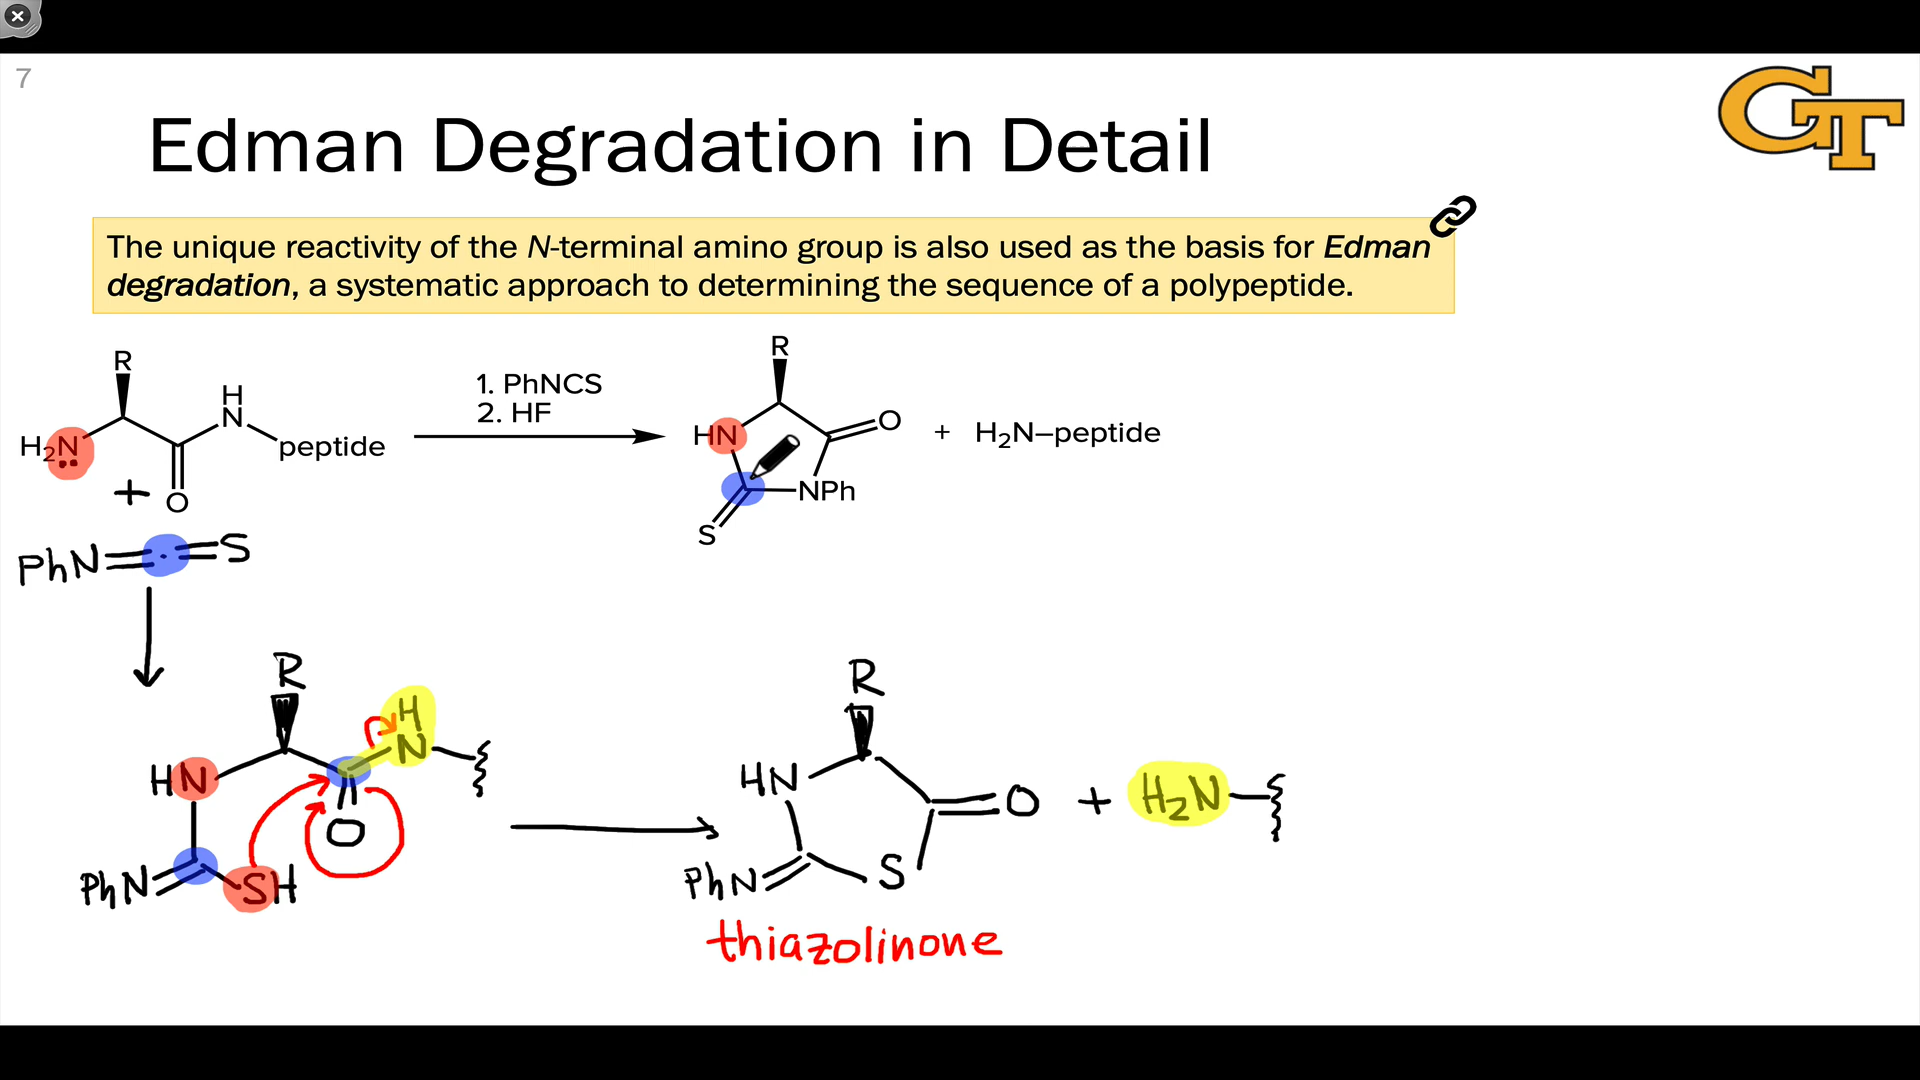 7
GT
Edman Degradation in Detail
The unique reactivity of the N-terminal amino group is also used as the basis for Edman
degradation, a systematic approach to determining the sequence of a polypeptide.
R
H
H₂N
N
peptide
O
1. PhNCS
2. HF
R
HN
O
NPh
S
+ H₂N–peptide
+
PhN=·=S
R
H
HN
N
O
PhN
SH
R
HN
O
PhN
S
+ H₂N
thiazolinone